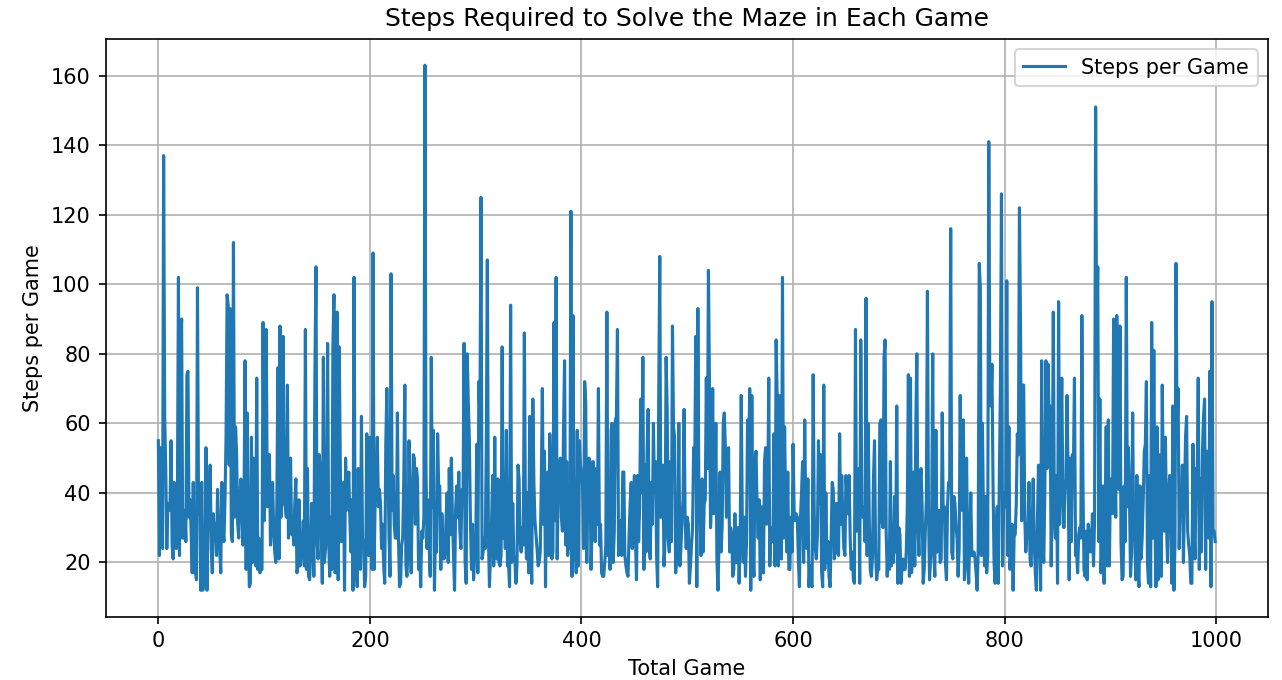 Steps Required to Solve the Maze in Each Game
Steps per Game
160
140
120
100
80
60
40
20
Steps per Game
0 200 400 600 800 1000
Total Game